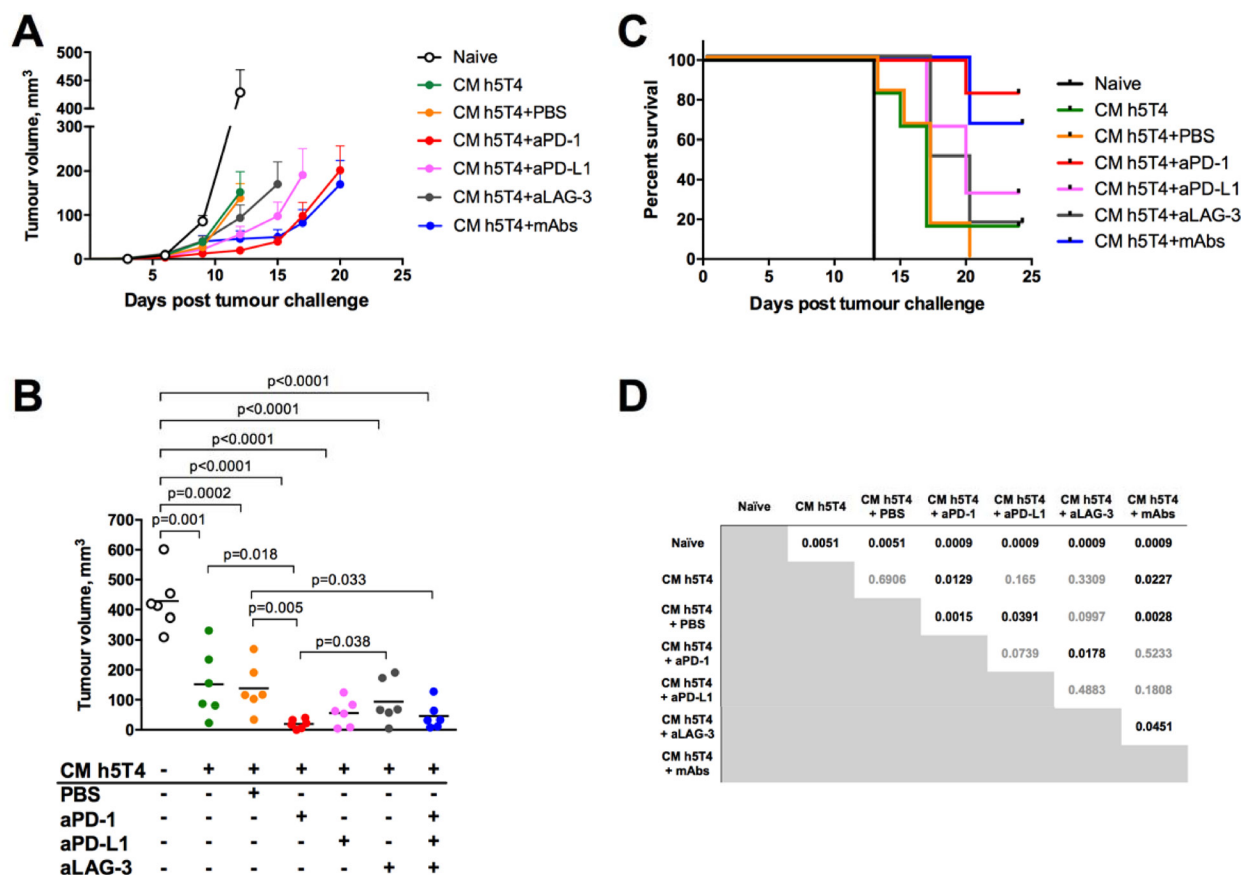 A
500
450
400
300
200
100
0
Tumour volume, mm3
5 10 15 20 25
Days post tumour challenge
Naive
CM h5T4
CM h5T4+PBS
CM h5T4+aPD-1
CM h5T4+aPD-L1
CM h5T4+aLAG-3
CM h5T4+mAbs
C
100
80
60
40
20
0
Percent survival
0 5 10 15 20 25
Days post tumour challenge
Naive
CM h5T4
CM h5T4+PBS
CM h5T4+aPD-1
CM h5T4+aPD-L1
CM h5T4+aLAG-3
CM h5T4+mAbs
B
p<0.0001
p<0.0001
p<0.0001
p<0.0001
p=0.0002
p=0.001
p=0.018
p=0.033
p=0.005
p=0.038
700
600
500
400
300
200
100
0
Tumour volume, mm3
CM h5T4 - + + + + + +
PBS - - + - - - -
aPD-1 - - - + - - +
aPD-L1 - - - - + - +
aLAG-3 - - - - - + +
D
Naïve CM h5T4 CM h5T4 + PBS CM h5T4 + aPD-1 CM h5T4 + aPD-L1 CM h5T4 + aLAG-3 CM h5T4 + mAbs
Naïve 0.0051 0.0051 0.0009 0.0009 0.0009 0.0009
CM h5T4 0.6906 0.0129 0.165 0.3309 0.0227
CM h5T4 + PBS 0.0015 0.0391 0.0997 0.0028
CM h5T4 + aPD-1 0.0739 0.0178 0.5233
CM h5T4 + aPD-L1 0.4883 0.1808
CM h5T4 + aLAG-3 0.0451
CM h5T4 + mAbs